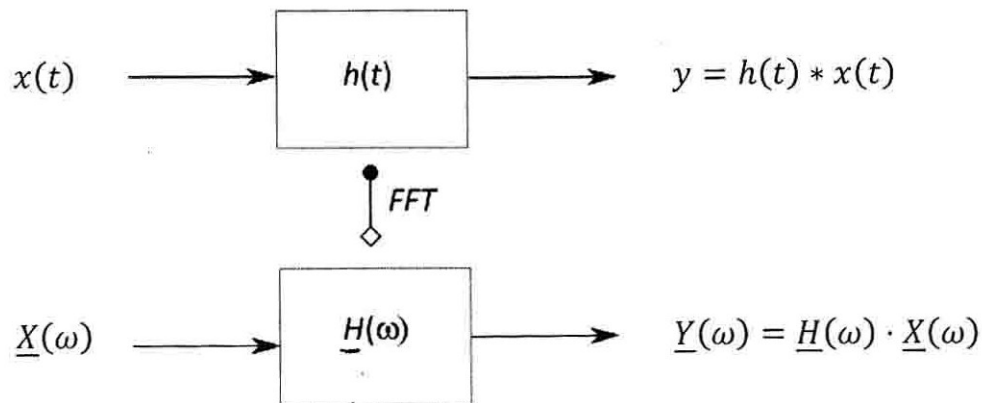 x(t) h(t) y = h(t) * x(t)
FFT
X(ω) H(ω) Y(ω) = H(ω) · X(ω)